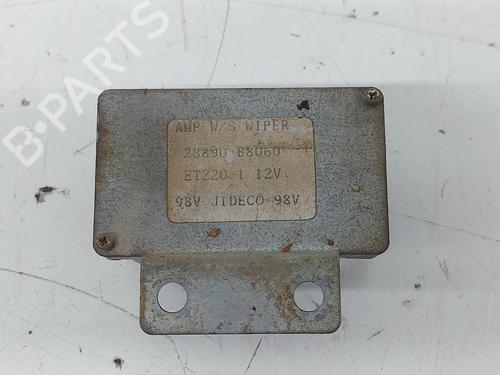 AMP W/S WIPER
28890 B8060
ET220-1 12V.
98V JIDECO 98V
B-PARTS